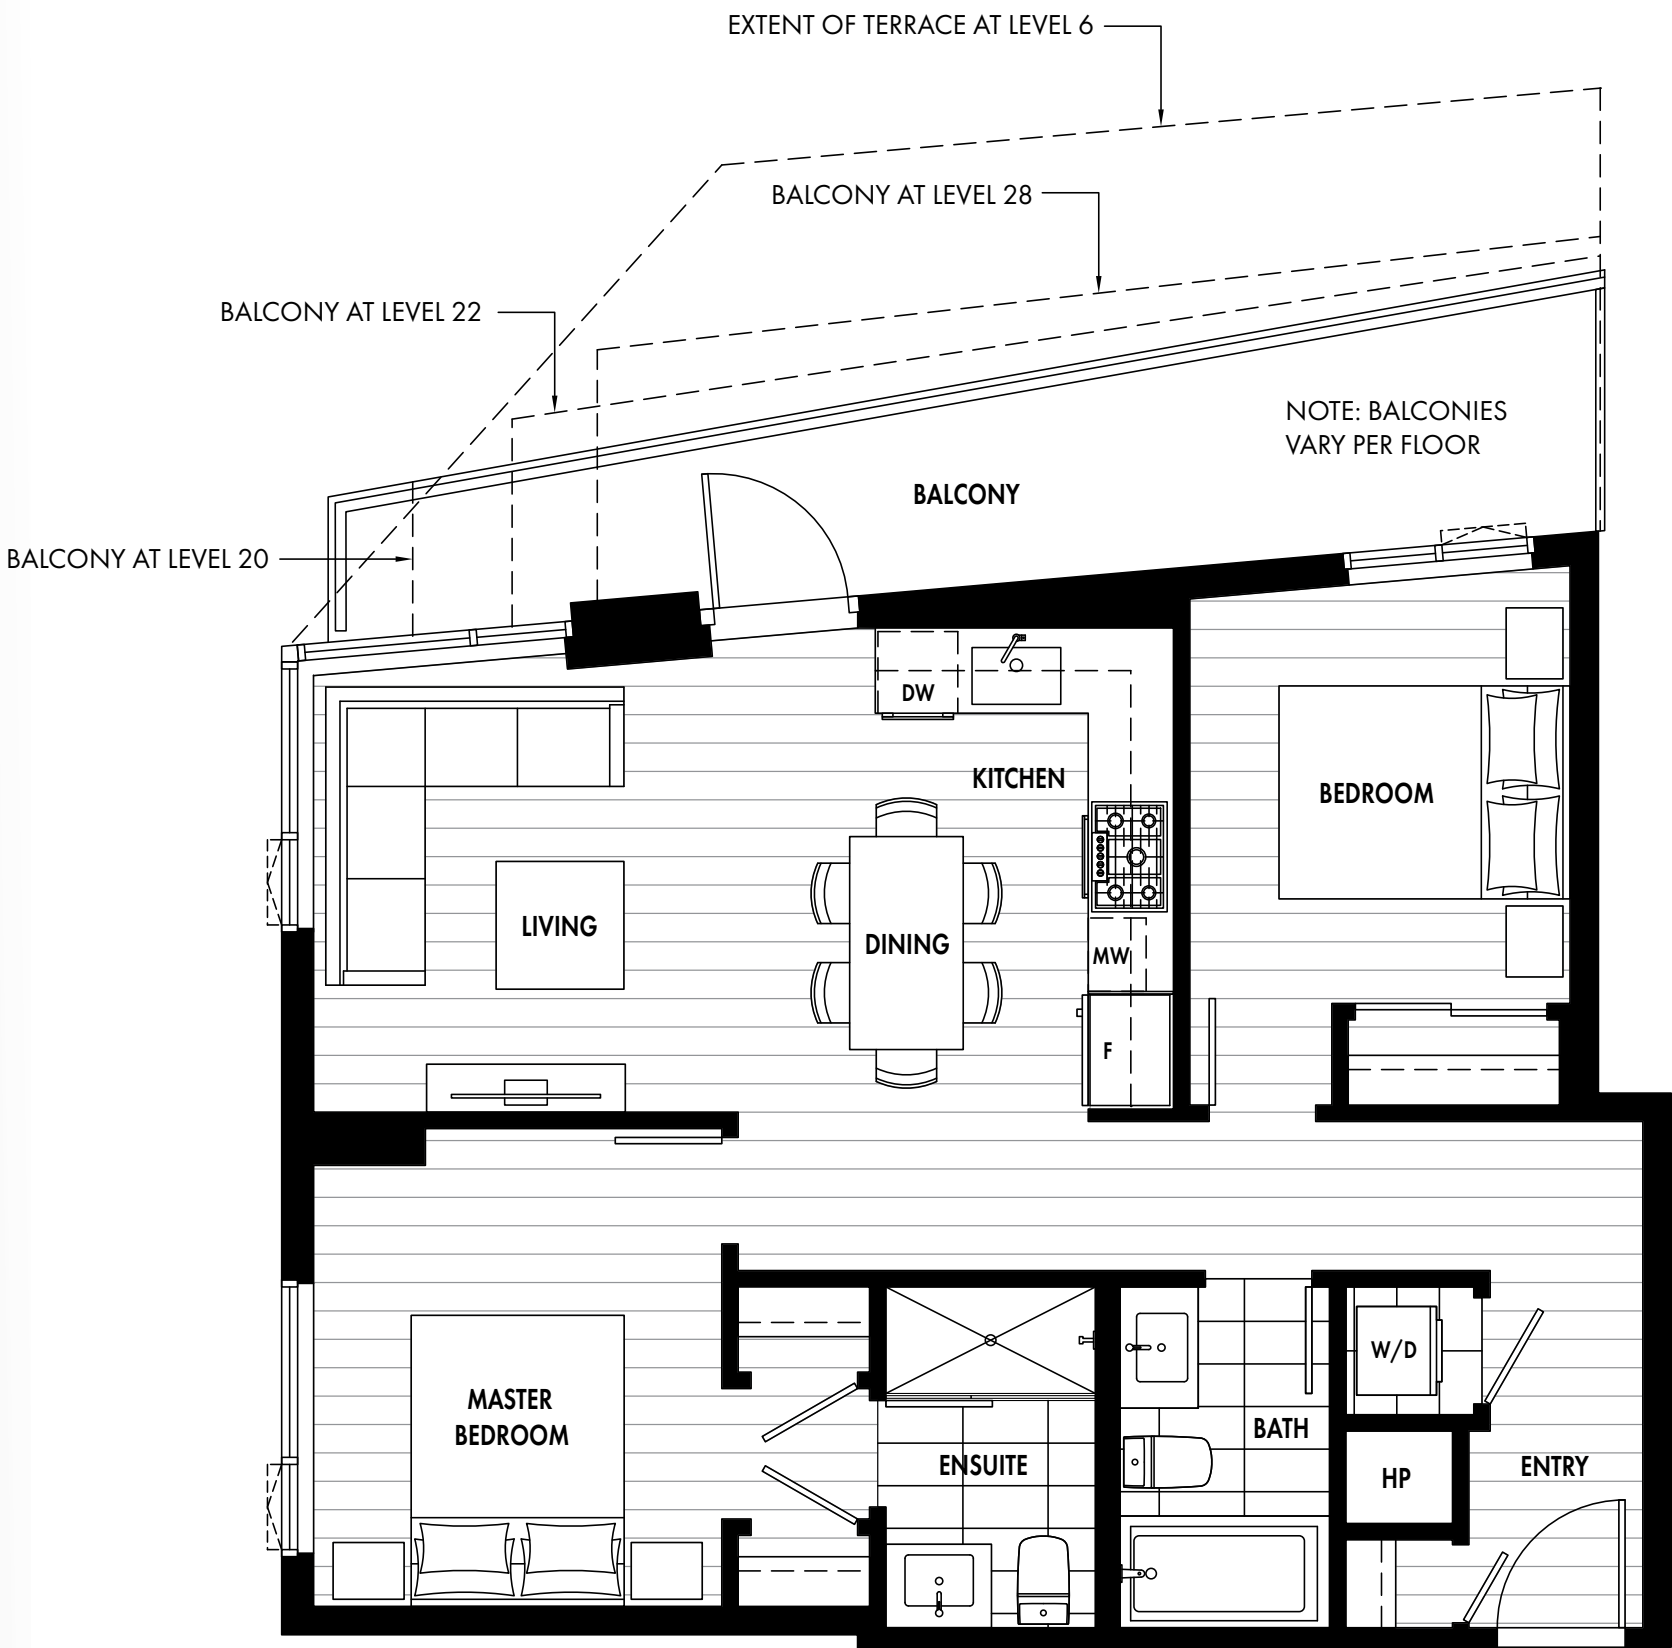 EXTENT OF TERRACE AT LEVEL 6
BALCONY AT LEVEL 28
BALCONY AT LEVEL 22
NOTE: BALCONIES
VARY PER FLOOR
BALCONY
BALCONY AT LEVEL 20
DW
KITCHEN
BEDROOM
LIVING
DINING
MW
F
W/D
MASTER
BEDROOM
BATH
ENSUITE
HP
ENTRY